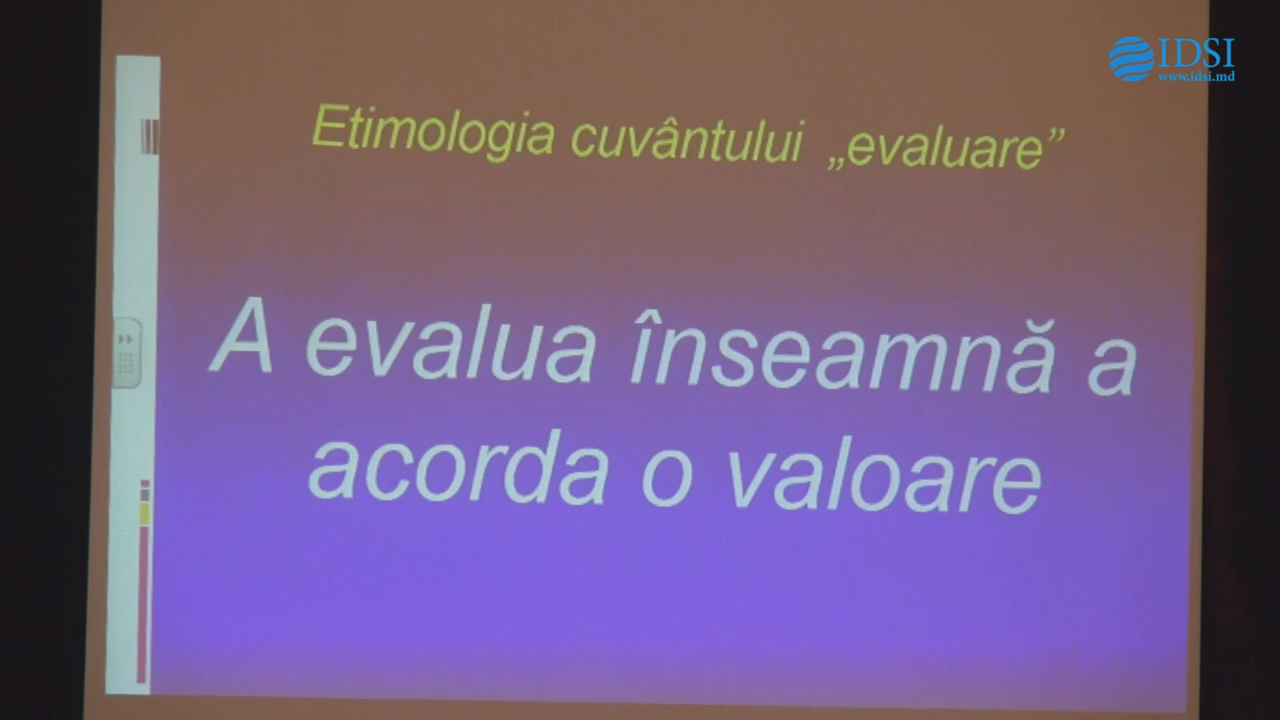 IDSI
www.idsi.md
Etimologia cuvântului „evaluare”
A evalua înseamnă a
acorda o valoare